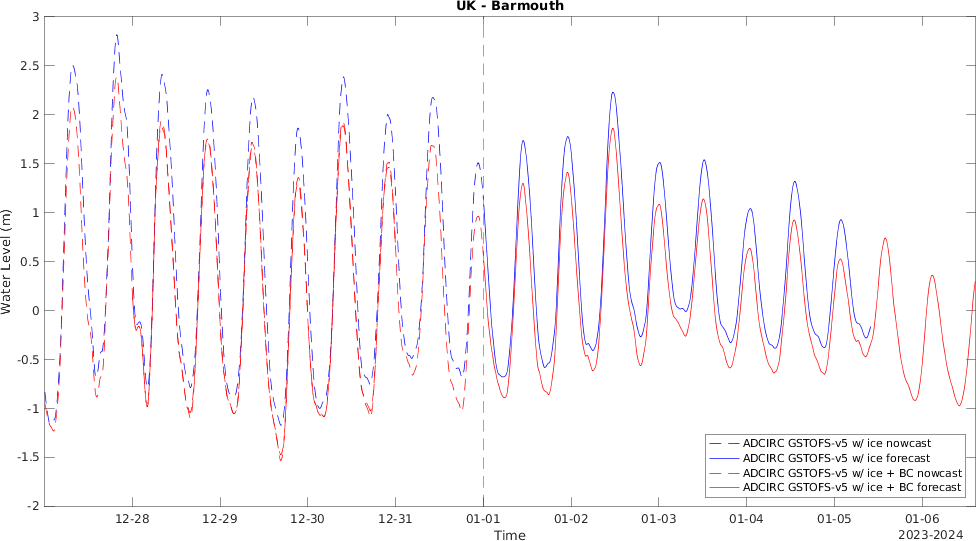 UK - Barmouth
3
2.5
2
1.5
1
0.5
0
-0.5
-1
-1.5
-2
Water Level (m)
12-28 12-29 12-30 12-31 01-01 01-02 01-03 01-04 01-05 01-06
Time
2023-2024
ADCIRC GSTOFS-v5 w/ ice nowcast
ADCIRC GSTOFS-v5 w/ ice forecast
ADCIRC GSTOFS-v5 w/ ice + BC nowcast
ADCIRC GSTOFS-v5 w/ ice + BC forecast